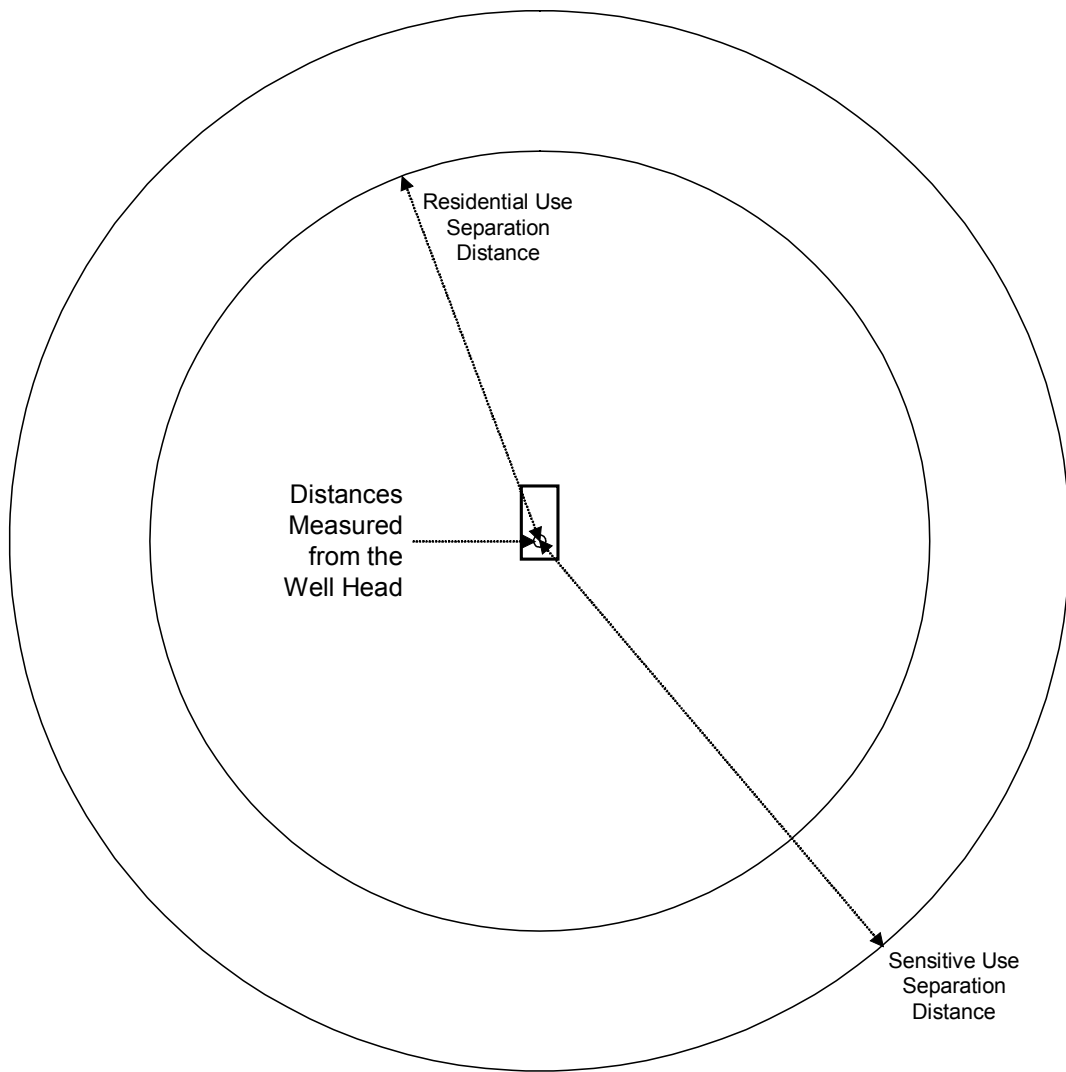 Residential Use
Separation
Distance
Distances
Measured
from the
Well Head
Sensitive Use
Separation
Distance